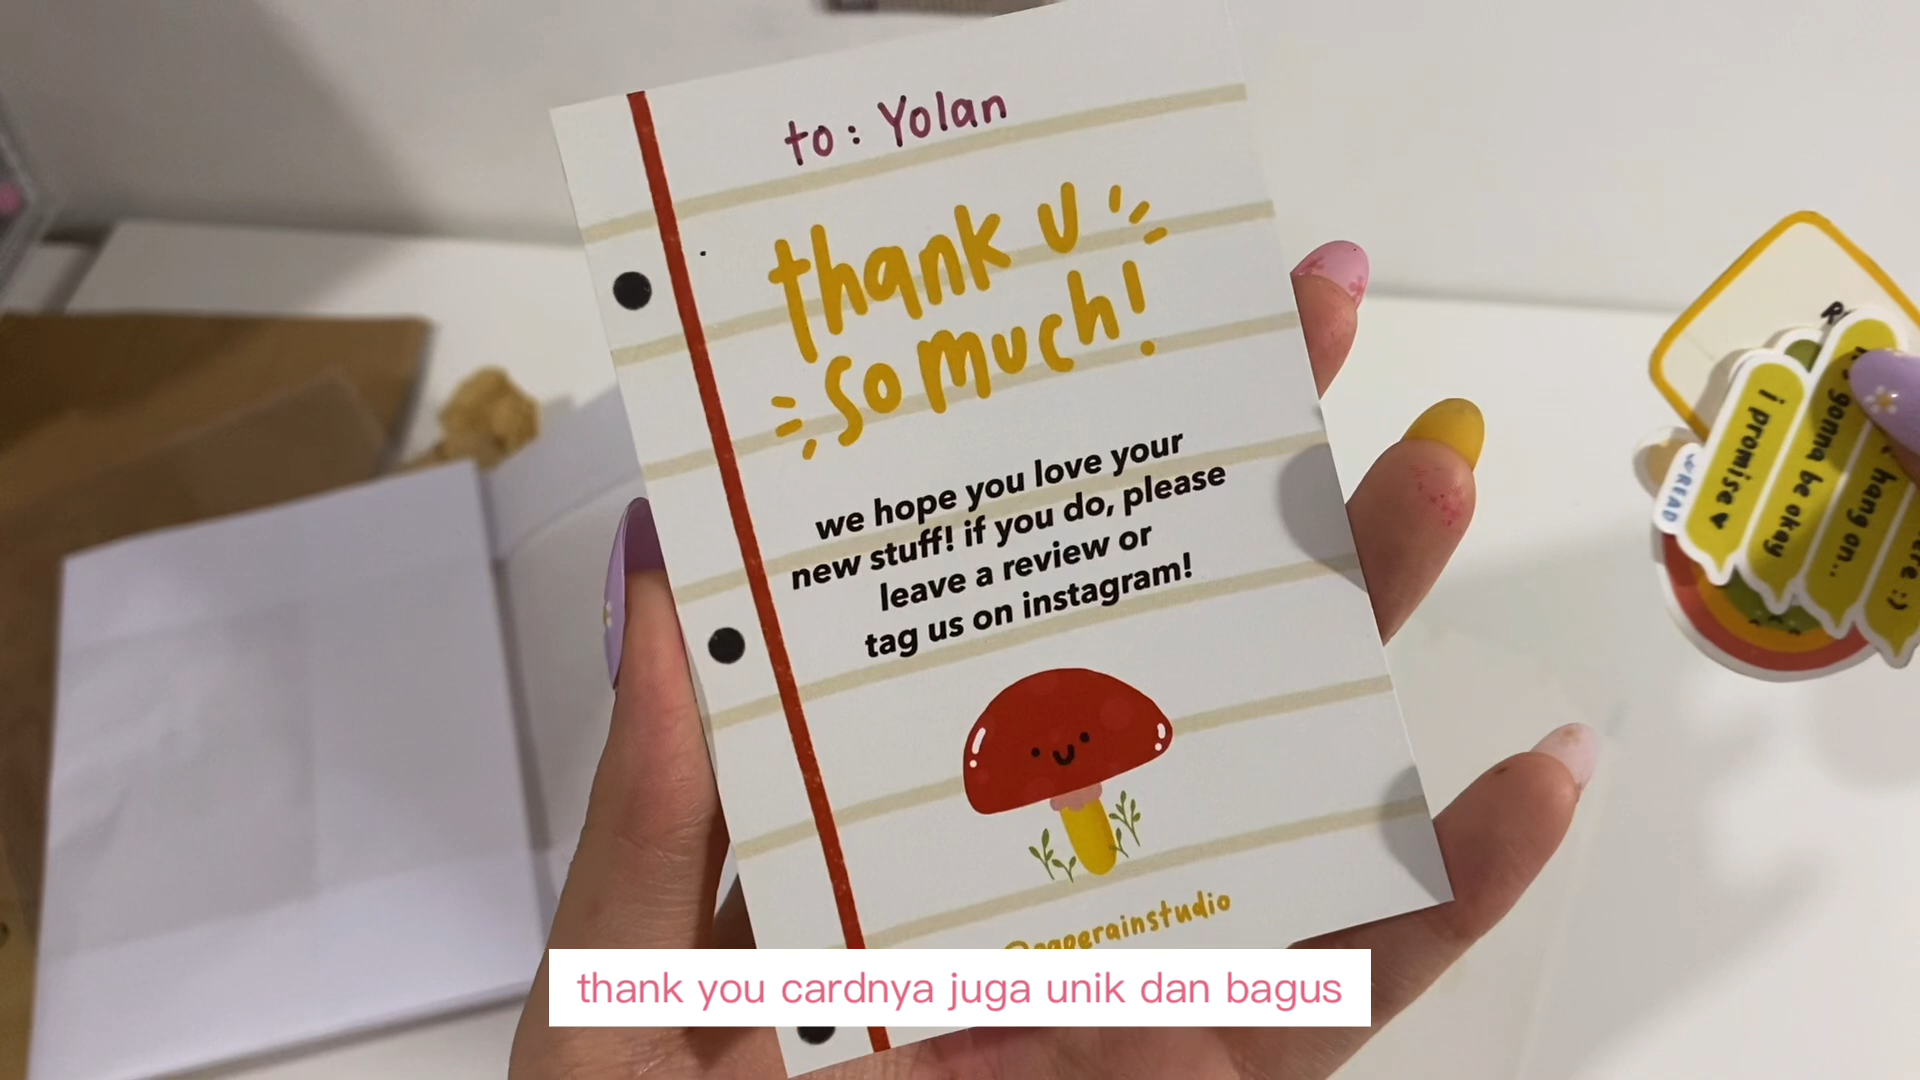 to: Yolan
thank u
so much!
we hope you love your
new stuff! if you do, please
leave a review or
tag us on instagram!
@paperainstudio
thank you cardnya juga unik dan bagus
i promise
gonna be okay
hang on..
READ